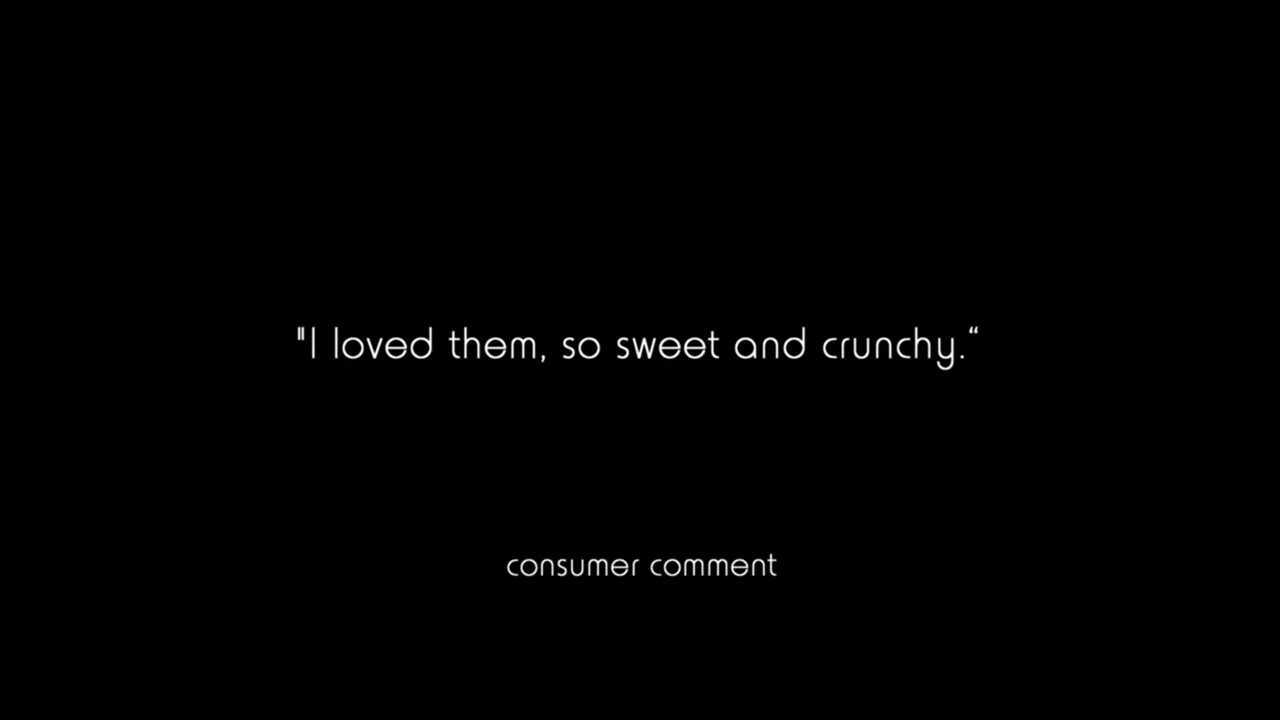 "I loved them, so sweet and crunchy.“
consumer comment